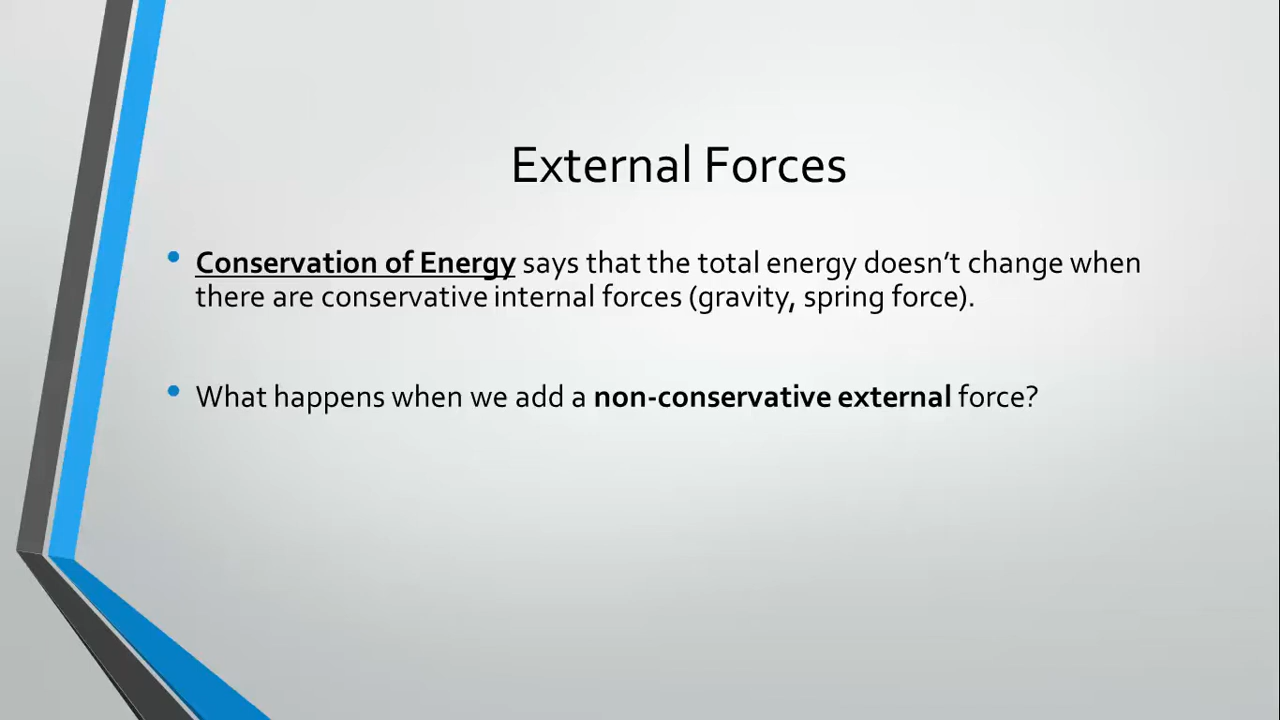 External Forces
• Conservation of Energy says that the total energy doesn’t change when
there are conservative internal forces (gravity, spring force).
• What happens when we add a non-conservative external force?